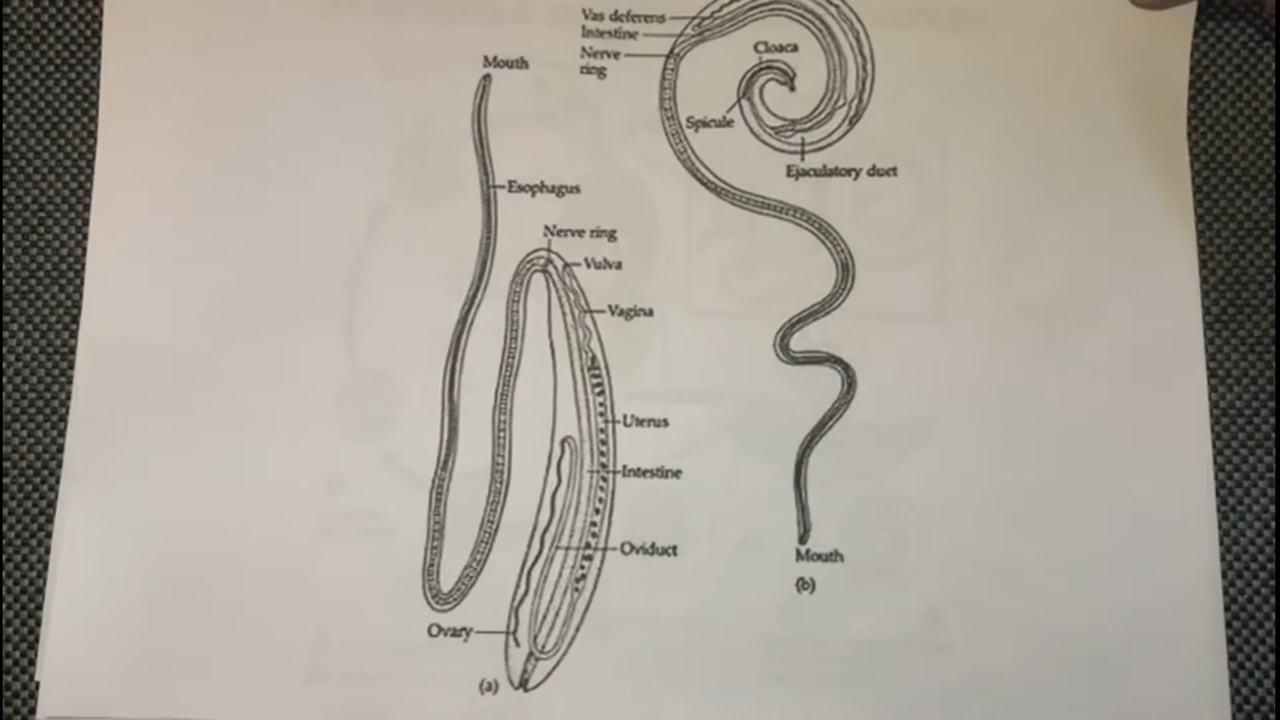 Mouth
Esophagus
Nerve ring
Vulva
Vagina
Uterus
Intestine
Oviduct
Ovary
(a)
Vas deferens
Intestine
Nerve
ring
Cloaca
Spicule
Ejaculatory duct
Mouth
(b)